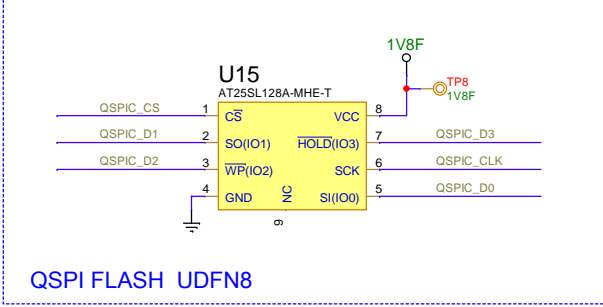 1V8F
U15
AT25SL128A-MHE-T
TP8
1V8F
QSPIC_CS 1 CS VCC 8
QSPIC_D1 2 SO(IO1) HOLD(IO3) 7 QSPIC_D3
QSPIC_D2 3 WP(IO2) SCK 6 QSPIC_CLK
4 GND NC SI(IO0) 5 QSPIC_D0
9
QSPI FLASH UDFN8